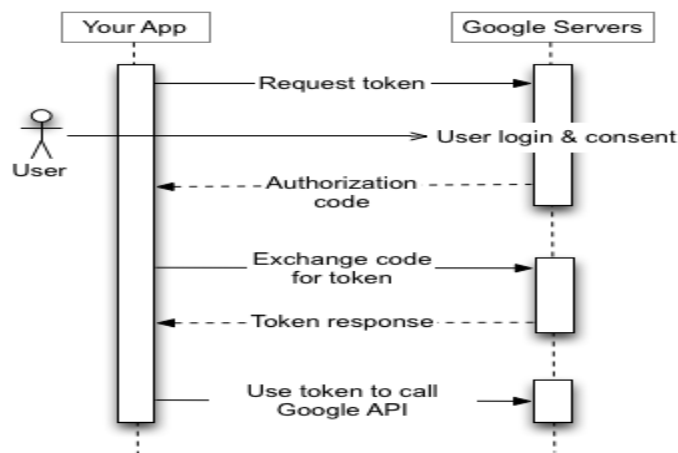 Your App
Google Servers
Request token
User login & consent
User
Authorization
code
Exchange code
for token
Token response
Use token to call
Google API